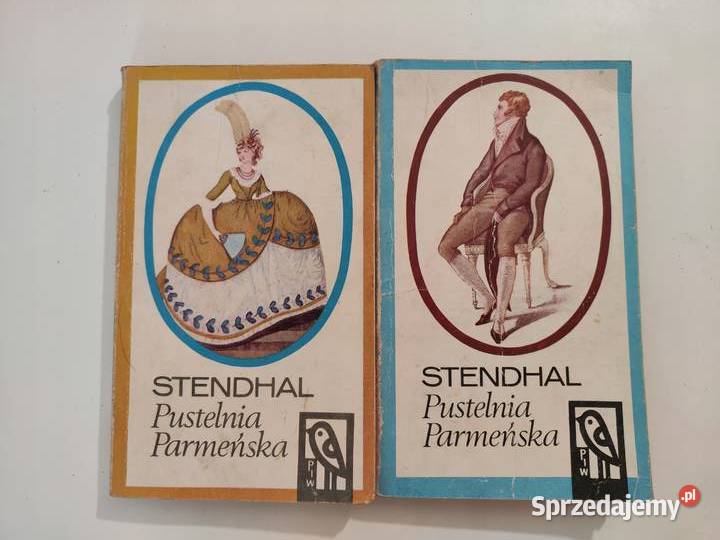 STENDHAL
Pustelnia
Parmeńska
PIW
STENDHAL
Pustelnia
Parmeńska
PIW
Sprzedajemy.pl